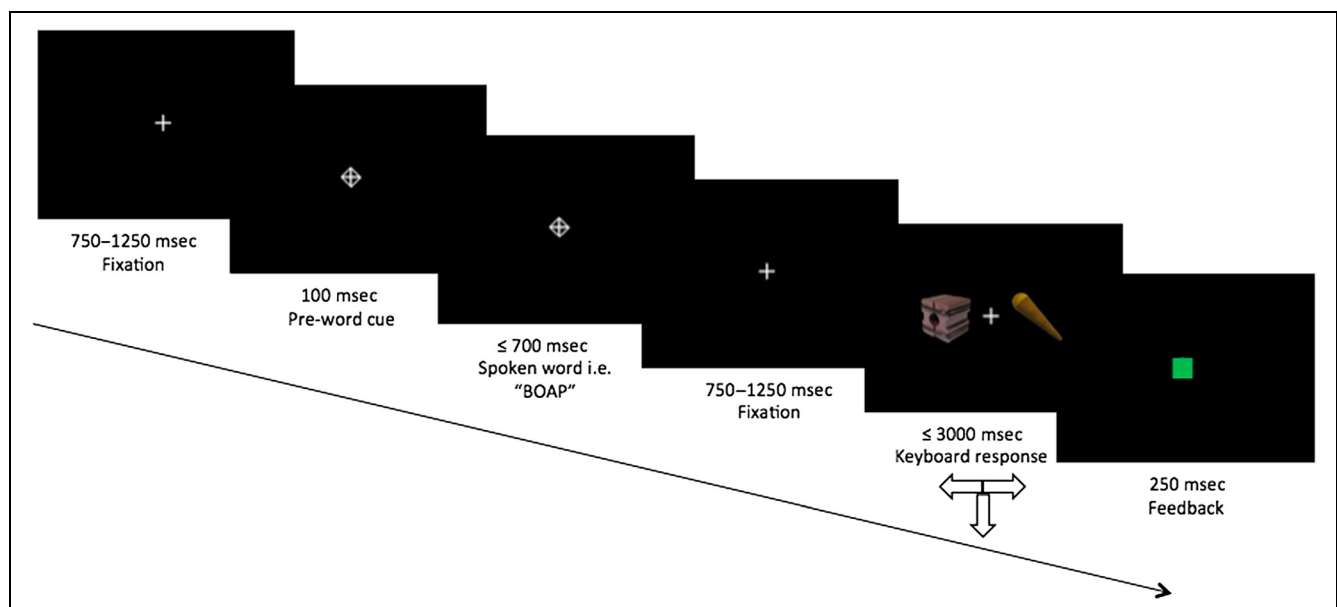 750–1250 msec
Fixation
100 msec
Pre-word cue
≤ 700 msec
Spoken word i.e.
“BOAP”
750–1250 msec
Fixation
≤ 3000 msec
Keyboard response
250 msec
Feedback